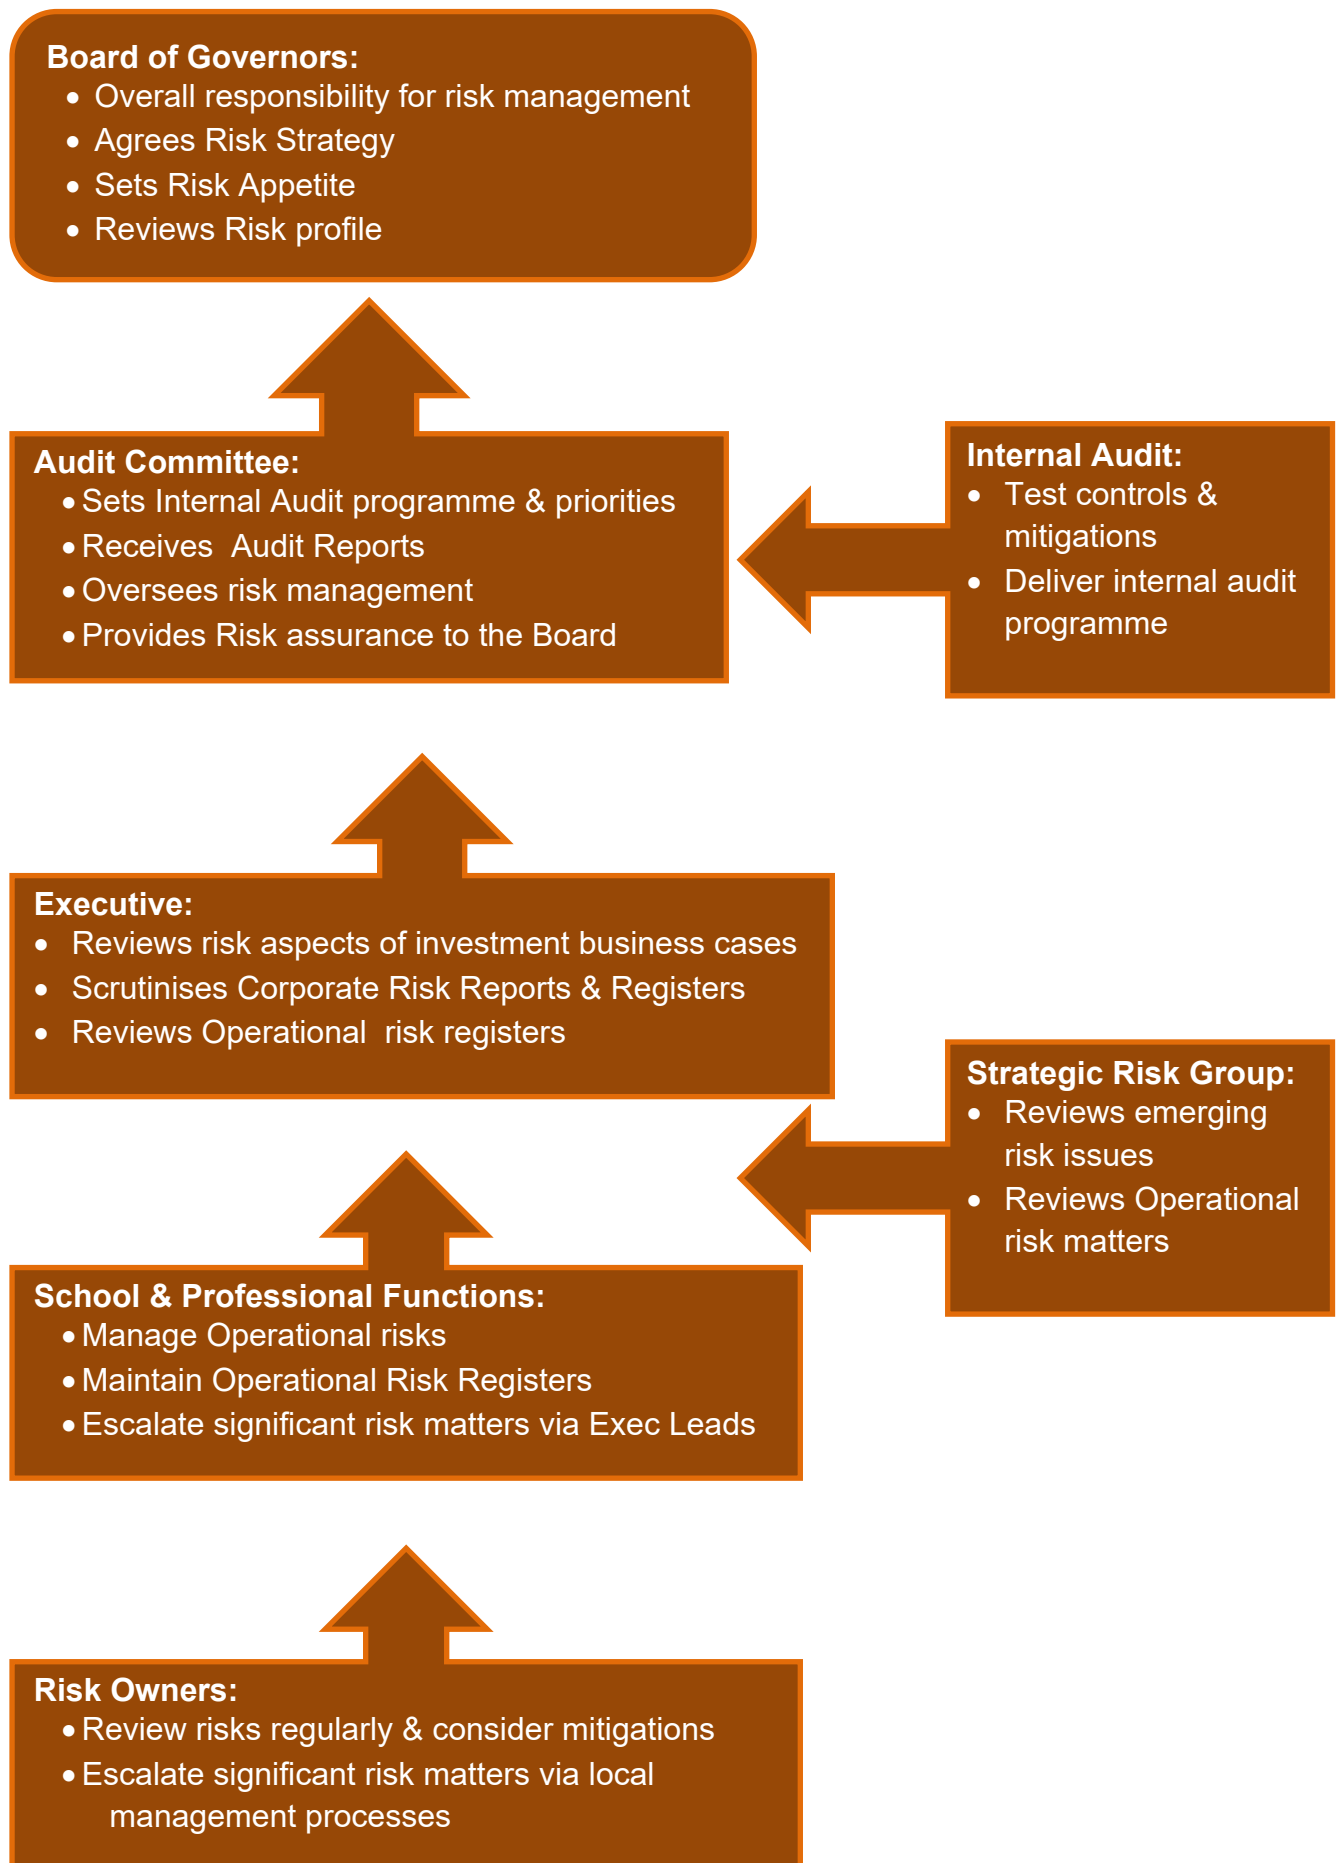 Board of Governors:
• Overall responsibility for risk management
• Agrees Risk Strategy
• Sets Risk Appetite
• Reviews Risk profile
Audit Committee:
• Sets Internal Audit programme & priorities
• Receives  Audit Reports
• Oversees risk management
• Provides Risk assurance to the Board
Internal Audit:
• Test controls &
mitigations
• Deliver internal audit
programme
Executive:
• Reviews risk aspects of investment business cases
• Scrutinises Corporate Risk Reports & Registers
• Reviews Operational  risk registers
Strategic Risk Group:
• Reviews emerging
risk issues
• Reviews Operational
risk matters
School & Professional Functions:
• Manage Operational risks
• Maintain Operational Risk Registers
• Escalate significant risk matters via Exec Leads
Risk Owners:
• Review risks regularly & consider mitigations
• Escalate significant risk matters via local
management processes